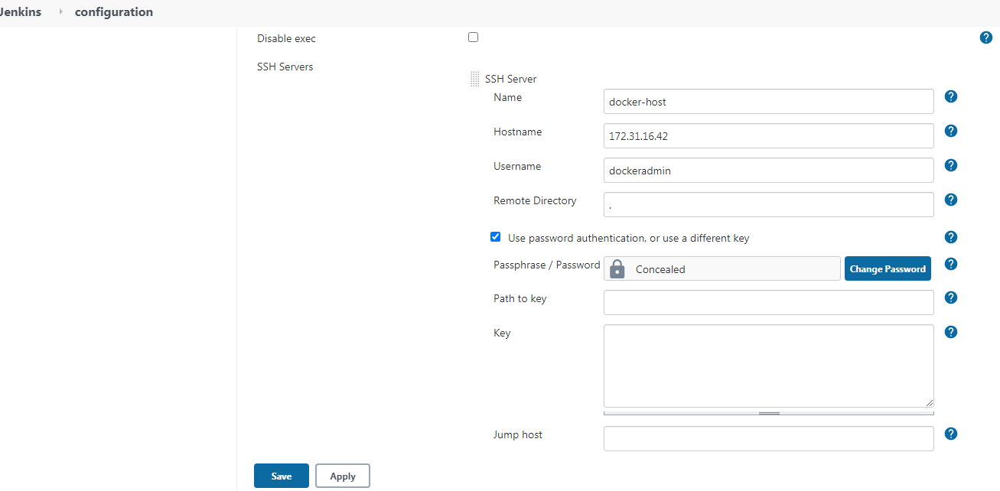 Jenkins configuration
Disable exec
?
SSH Servers
SSH Server
Name docker-host ?
Hostname 172.31.16.42 ?
Username dockeradmin ?
Remote Directory . ?
Use password authentication, or use a different key ?
Passphrase / Password Concealed Change Password ?
Path to key ?
Key ?
Jump host ?
Save Apply